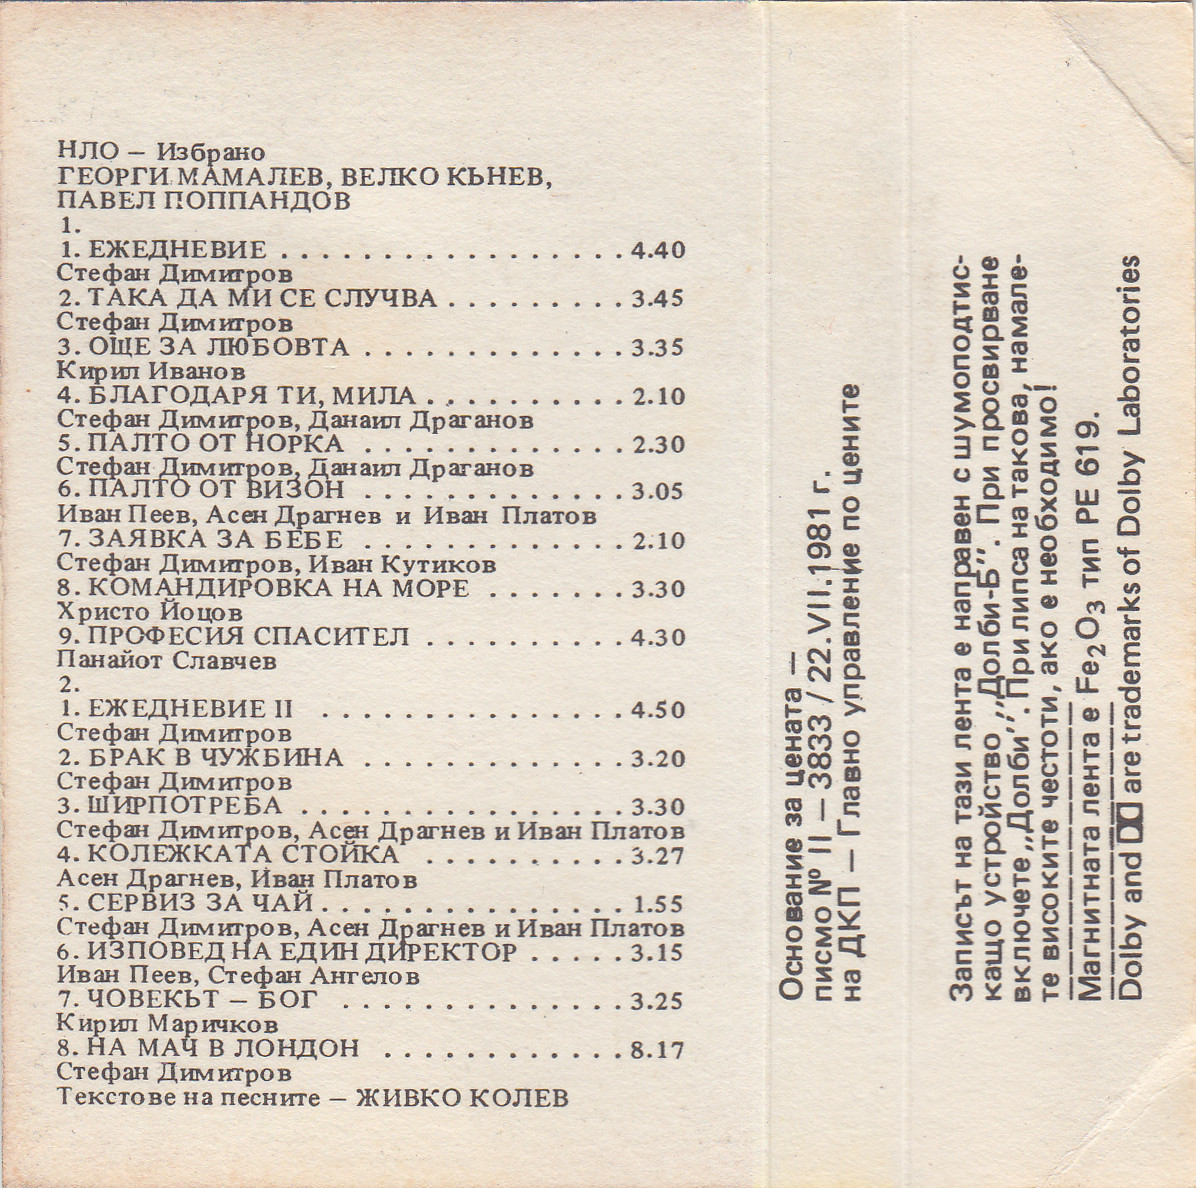 НЛО – Избрано
ГЕОРГИ МАМАЛЕВ, ВЕЛКО КЬНЕВ,
ПАВЕЛ ПОППАНДОВ
1.
1. ЕЖЕДНЕВИЕ . . . . . . . . . . . . . . . . . . 4.40
Стефан Димитров
2. ТАКА ДА МИ СЕ СЛУЧВА . . . . . . . . . 3.45
Стефан Димитров
3. ОЩЕ ЗА ЛЮБОВТА . . . . . . . . . . . . . . 3.35
Кирил Иванов
4. БЛАГОДАРЯ ТИ, МИЛА . . . . . . . . . . 2.10
Стефан Димитров, Данаил Драганов
5. ПАЛТО ОТ НОРКА . . . . . . . . . . . . . . 2.30
Стефан Димитров, Данаил Драганов
6. ПАЛТО ОТ ВИЗОН . . . . . . . . . . . . . . 3.05
Иван Пеев, Асен Драгнев и Иван Платов
7. ЗАЯВКА ЗА БЕБЕ . . . . . . . . . . . . . . 2.10
Стефан Димитров, Иван Кутиков
8. КОМАНДИРОВКА НА МОРЕ . . . . . . . 3.30
Христо Йоцов
9. ПРОФЕСИЯ СПАСИТЕЛ . . . . . . . . . . 4.30
Панайот Славчев
2.
1. ЕЖЕДНЕВИЕ II . . . . . . . . . . . . . . . . 4.50
Стефан Димитров
2. БРАК В ЧУЖБИНА . . . . . . . . . . . . . . 3.20
Стефан Димитров
3. ШИРПОТРЕБА . . . . . . . . . . . . . . . . . 3.30
Стефан Димитров, Асен Драгнев и Иван Платов
4. КОЛЕЖКАТА СТОЙКА . . . . . . . . . . 3.27
Асен Драгнев, Иван Платов
5. СЕРВИЗ ЗА ЧАЙ . . . . . . . . . . . . . . . . 1.55
Стефан Димитров, Асен Драгнев и Иван Платов
6. ИЗПОВЕД НА ЕДИН ДИРЕКТОР . . . . . 3.15
Иван Пеев, Стефан Ангелов
7. ЧОВЕКЬТ – БОГ . . . . . . . . . . . . . . . 3.25
Кирил Маричков
8. НА МАЧ В ЛОНДОН . . . . . . . . . . . . . 8.17
Стефан Димитров
Текстове на песните – ЖИВКО КОЛЕВ
Основание за цената —
писмо № II — 3833 / 22.VII.1981 г.
на ДКП — Главно управление по цените
Записът на тази лента е направен с шумоподтис-
кащо устройство „Долби-Б". При просвирване
включете „Долби". При липса на такова, намале-
те високите честоти, ако е необходимо!
Магнитната лента е Fe2O3 тип PE 619.
Dolby and are trademarks of Dolby Laboratories